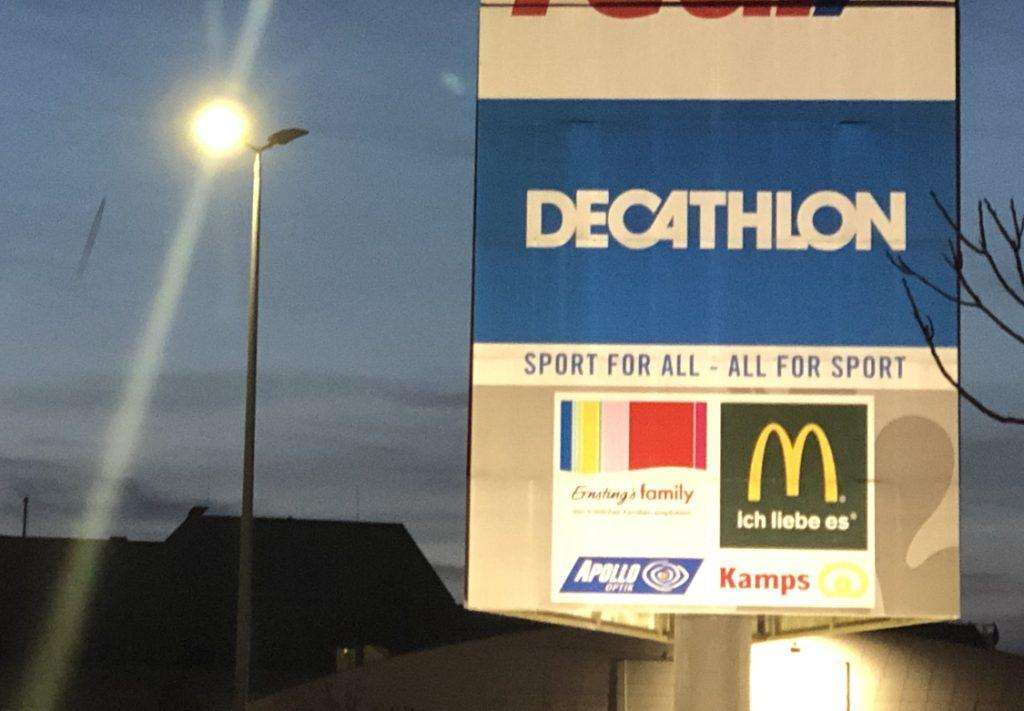 DECATHLON
SPORT FOR ALL - ALL FOR SPORT
Ernsting's family
ich liebe es®
APOLLO
OPTIK
Kamps